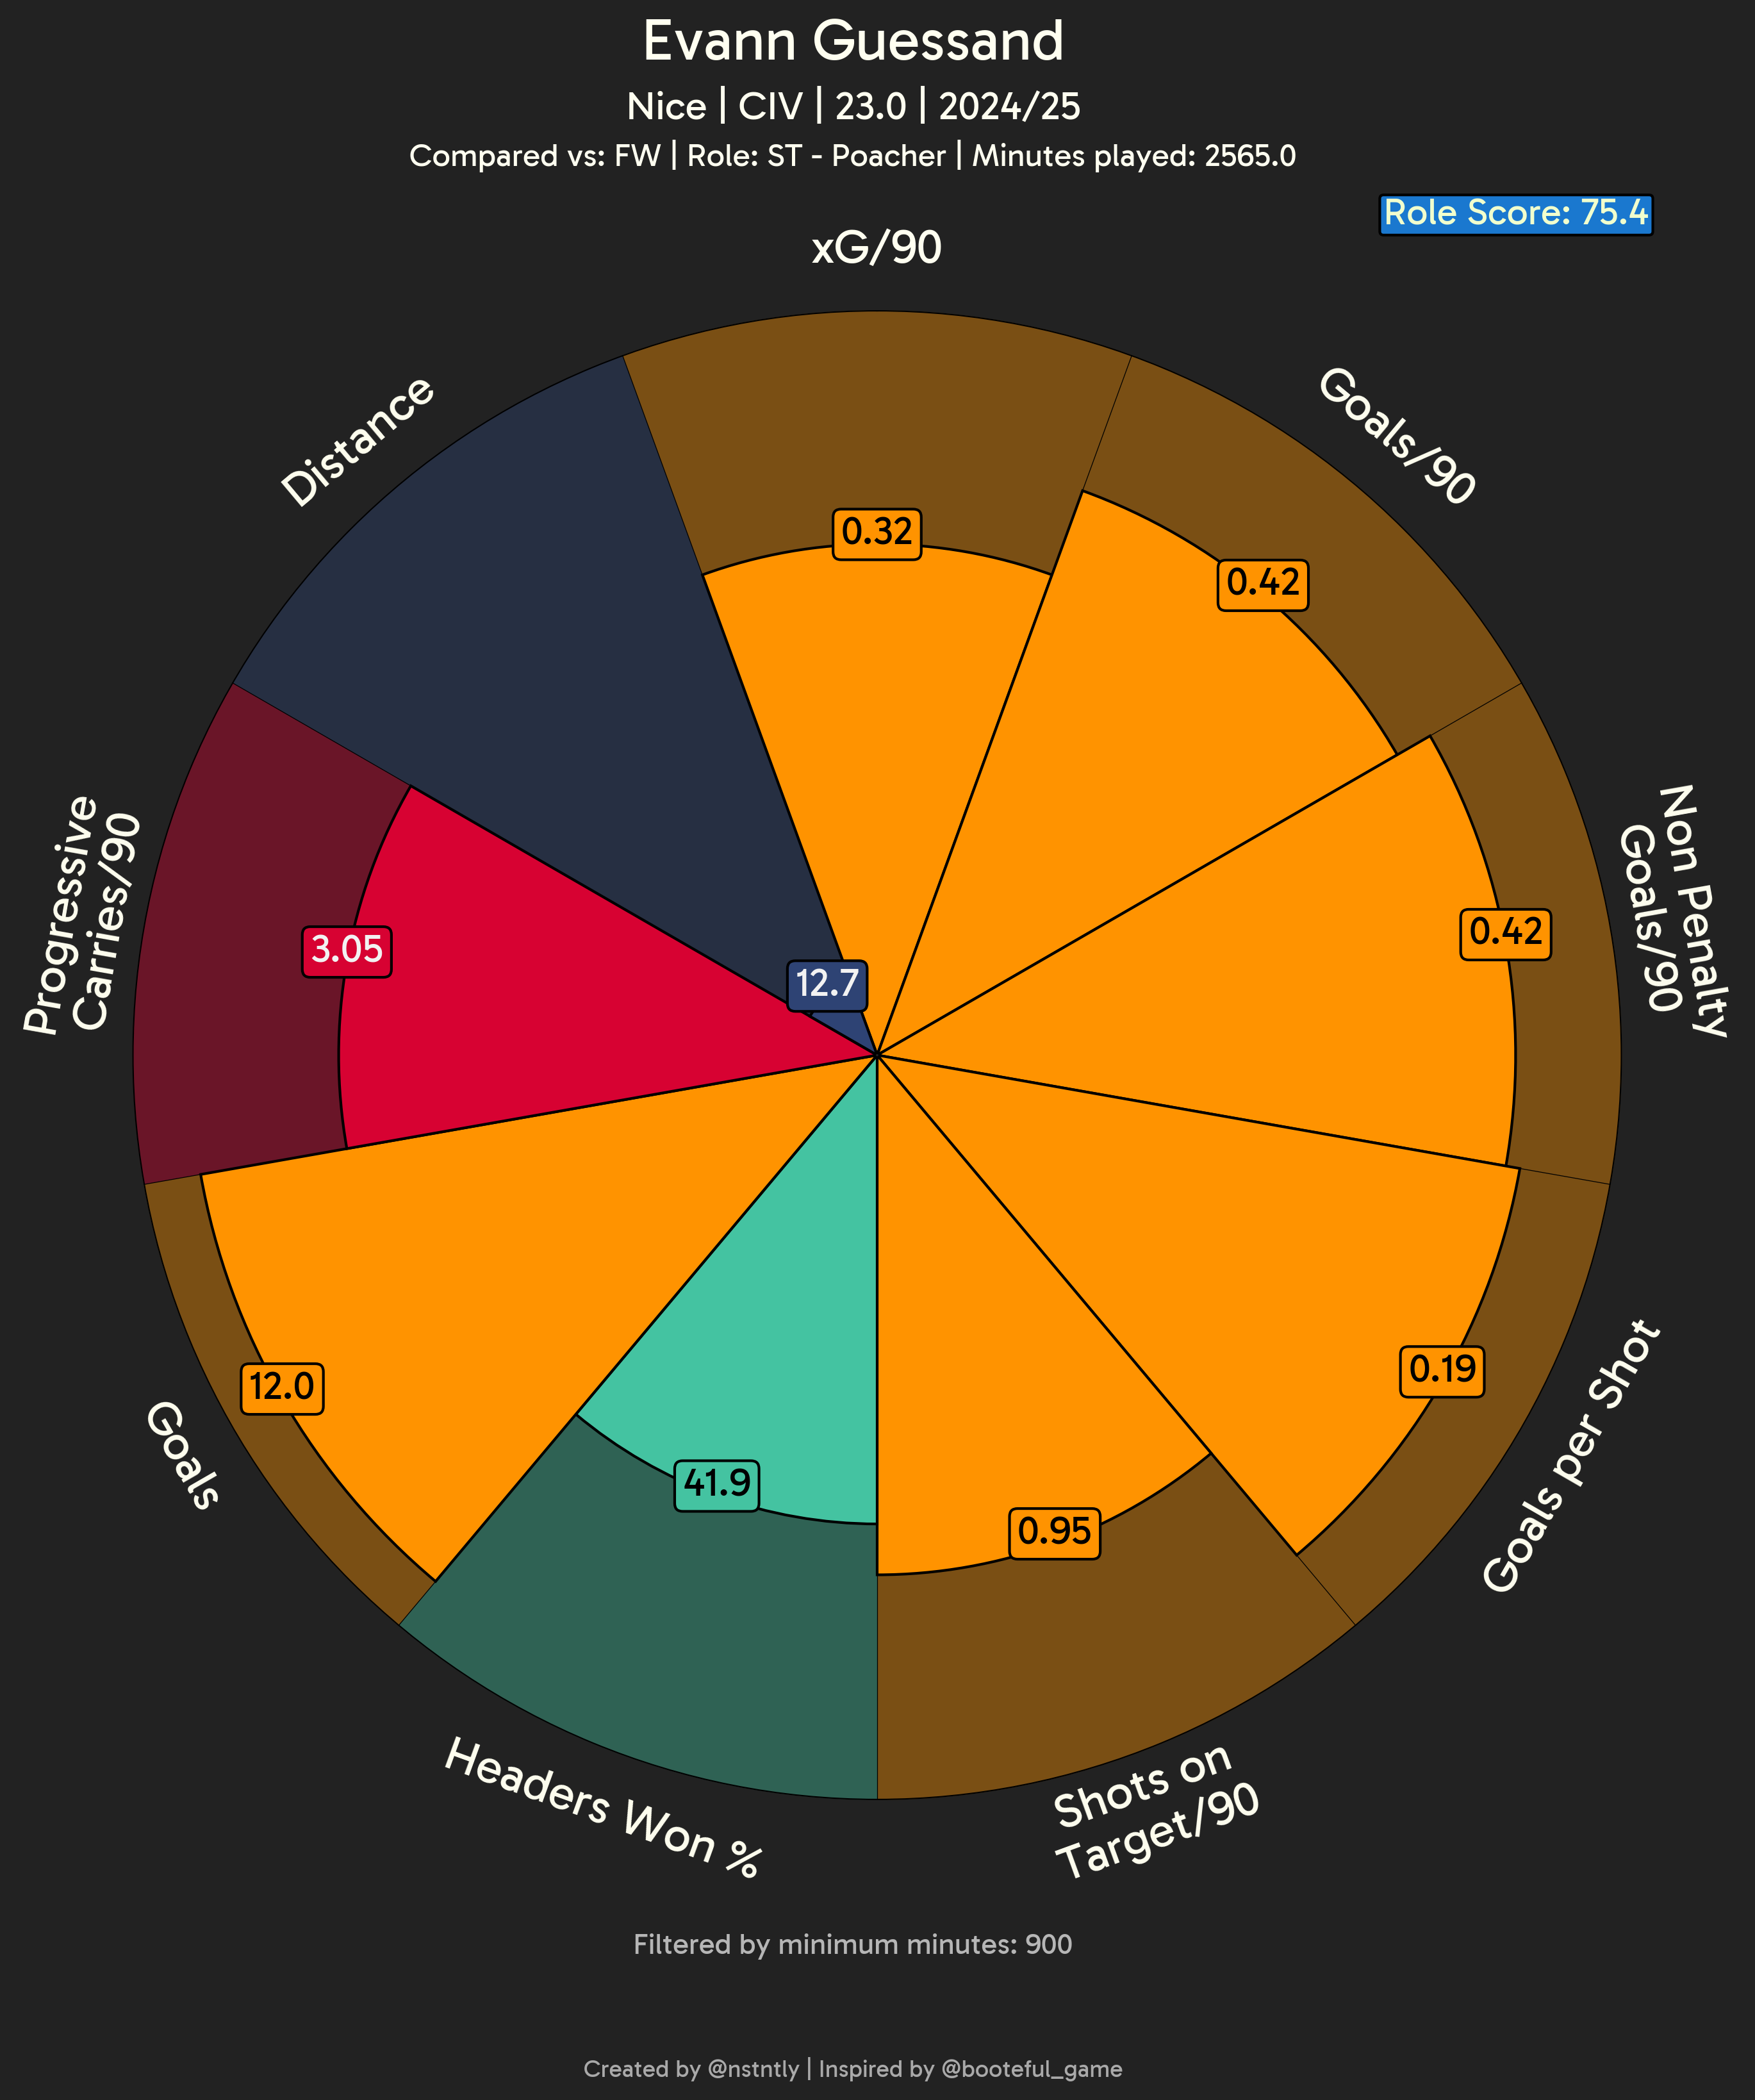 Evann Guessand
Nice | CIV | 23.0 | 2024/25
Compared vs: FW | Role: ST - Poacher | Minutes played: 2565.0
Role Score: 75.4
xG/90
Goals/90
Distance
0.32
0.42
Non Penalty
Goals/90
0.42
Progressive
Carries/90
3.05
12.7
Goals per Shot
0.19
12.0
Goals
41.9
0.95
Headers Won %
Shots on
Target/90
Filtered by minimum minutes: 900
Created by @nstntly | Inspired by @booteful_game